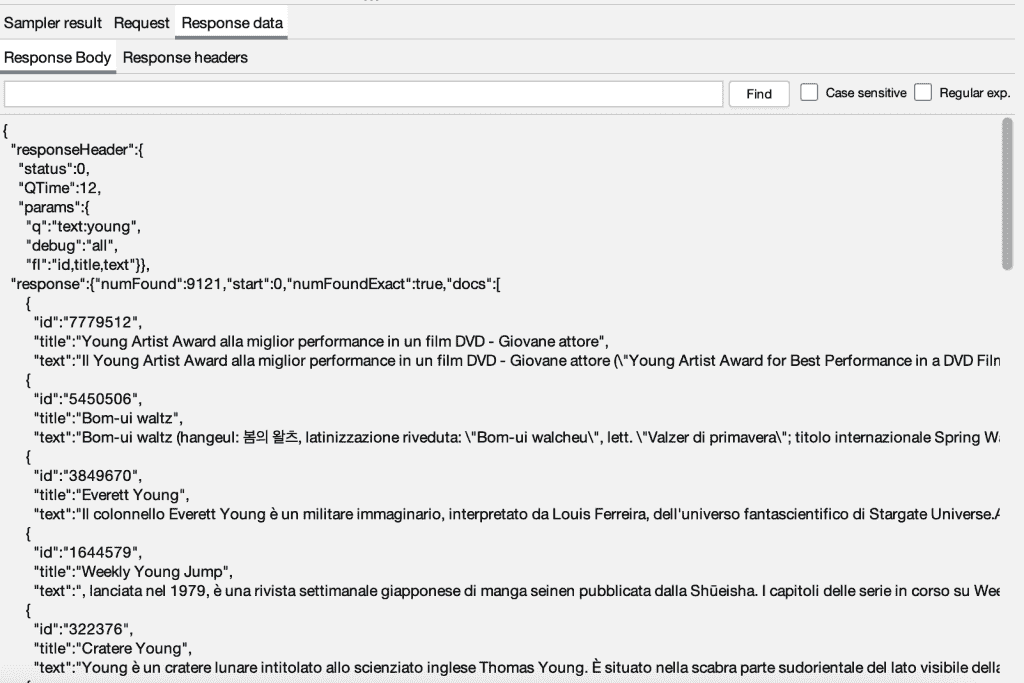 Sampler result Request Response data
Response Body Response headers
Find Case sensitive Regular exp.
{
"responseHeader":{
"status":0,
"QTime":12,
"params":{
"q":"text:young",
"debug":"all",
"fl":"id,title,text"}},
"response":{"numFound":9121,"start":0,"numFoundExact":true,"docs":[
{
"id":"7779512",
"title":"Young Artist Award alla miglior performance in un film DVD - Giovane attore",
"text":"Il Young Artist Award alla miglior performance in un film DVD - Giovane attore (\"Young Artist Award for Best Performance in a DVD Film
{
"id":"5450506",
"title":"Bom-ui waltz",
"text":"Bom-ui waltz (hangeul: 봄의 왈츠, latinizzazione riveduta: \"Bom-ui walcheu\", lett. \"Valzer di primavera\"; titolo internazionale Spring
{
"id":"3849670",
"title":"Everett Young",
"text":"Il colonnello Everett Young è un militare immaginario, interpretato da Louis Ferreira, dell'universo fantascientifico di Stargate Universe.
{
"id":"1644579",
"title":"Weekly Young Jump",
"text":", lanciata nel 1979, è una rivista settimanale giapponese di manga seinen pubblicata dalla Shūeisha. I capitoli delle serie in corso su Wee
{
"id":"322376",
"title":"Cratere Young",
"text":"Young è un cratere lunare intitolato allo scienziato inglese Thomas Young. È situato nella scabra parte sudorientale del lato visibile della